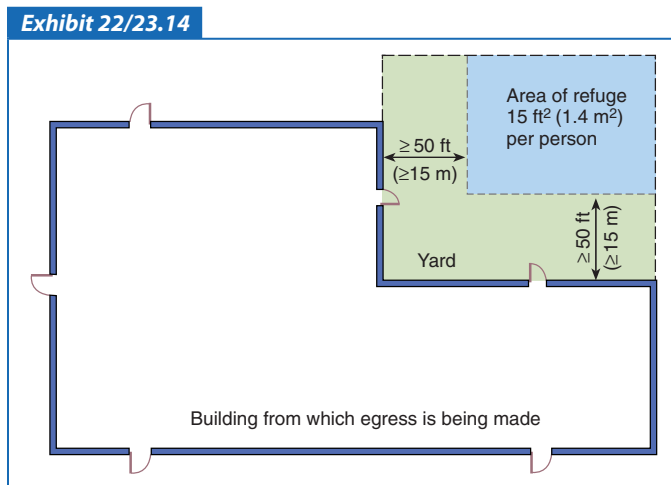 Exhibit 22/23.14
Area of refuge
15 ft² (1.4 m²)
per person
≥ 50 ft
(≥15 m)
≥ 50 ft
(≥ 15 m)
Yard
Building from which egress is being made